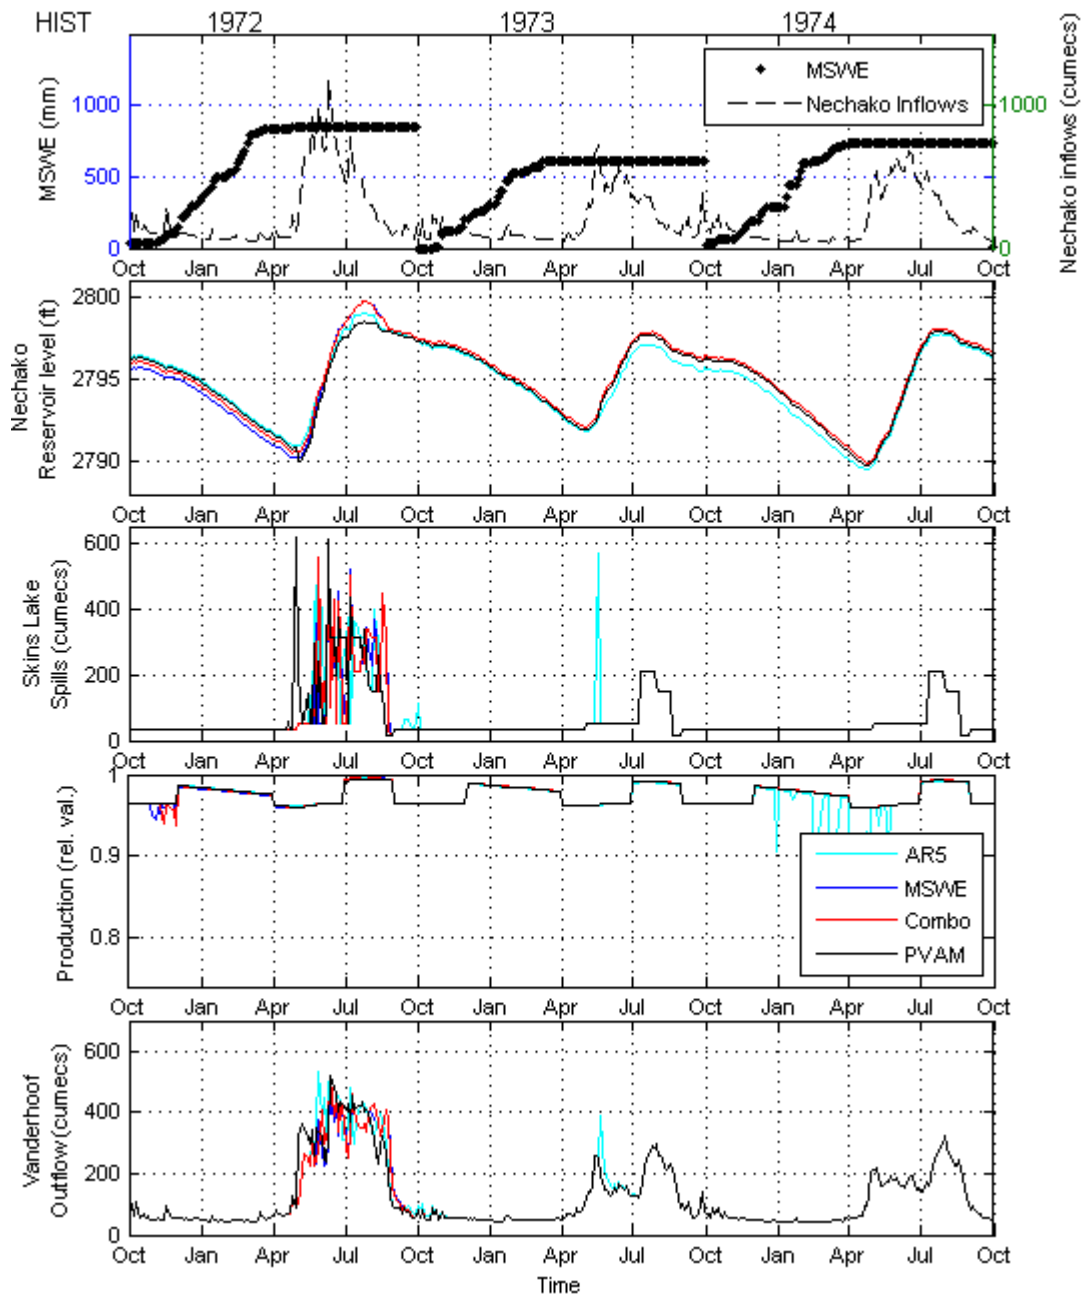 HIST 1972 1973 1974
MSWE (mm)
1000
500
0
MSWE
Nechako Inflows
1000
0
Nechako inflows (cumecs)
Oct Jan Apr Jul Oct Jan Apr Jul Oct Jan Apr Jul Oct
Nechako
Reservoir level (ft)
2800
2795
2790
Oct Jan Apr Jul Oct Jan Apr Jul Oct Jan Apr Jul Oct
Skins Lake
Spills (cumecs)
600
400
200
0
Oct Jan Apr Jul Oct Jan Apr Jul Oct Jan Apr Jul Oct
Production (rel. val.)
1
0.9
0.8
AR5
MSWE
Combo
PVAM
Oct Jan Apr Jul Oct Jan Apr Jul Oct Jan Apr Jul Oct
Vanderhoof
Outflow (cumecs)
600
400
200
0
Oct Jan Apr Jul Oct Jan Apr Jul Oct Jan Apr Jul Oct
Time